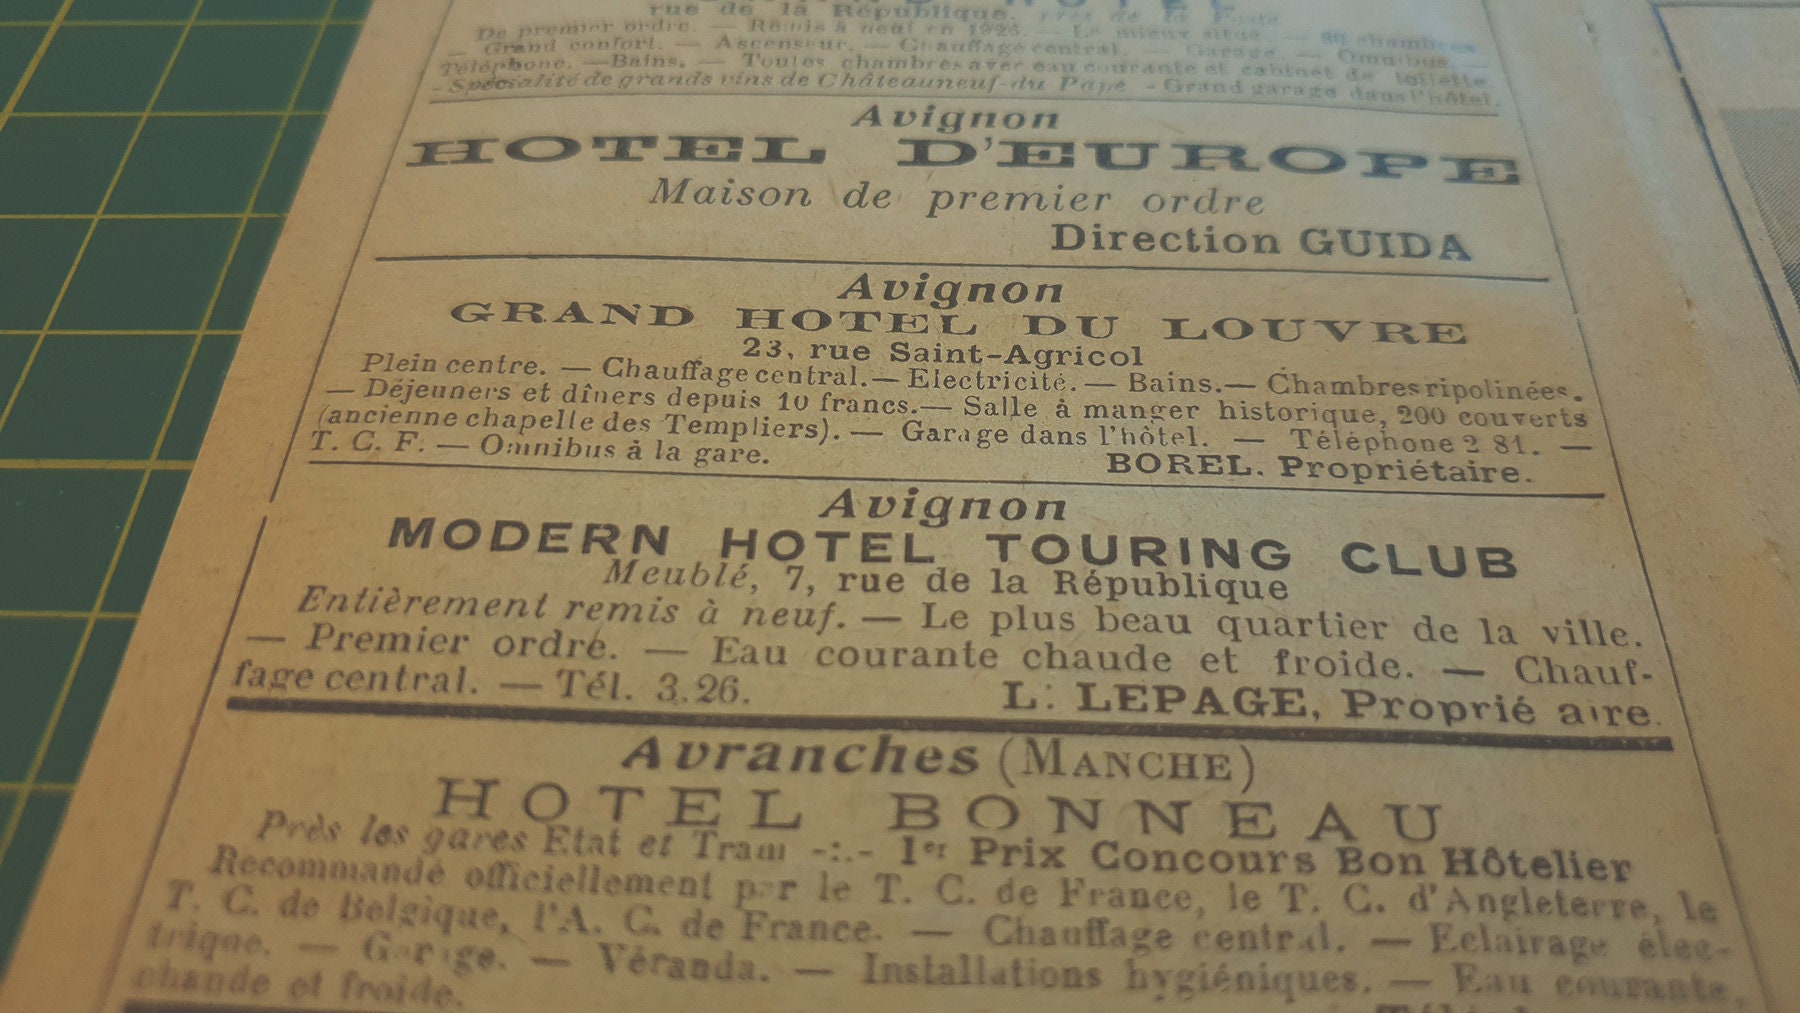 rue de la République, près de la Poste
De premier ordre. — Remis à neuf en 1926. — Le mieux situé. — 80 chambres
— Grand confort. — Ascenseur. — Chauffage central. — Garage. — Omnibus. —
Téléphone. — Bains. — Toutes chambres avec eau courante et cabinet de toilette
- Spécialité de grands vins de Châteauneuf-du Pape - Grand garage dans l'hôtel.
Avignon
HOTEL D'EUROPE
Maison de premier ordre
Direction GUIDA
Avignon
GRAND HOTEL DU LOUVRE
23, rue Saint-Agricol
Plein centre. — Chauffage central. — Electricité. — Bains. — Chambres ripolinées.
— Déjeuners et dîners depuis 10 francs. — Salle à manger historique, 200 couverts
(ancienne chapelle des Templiers). — Garage dans l'hôtel. — Téléphone 2 81. —
T. C. F. — Omnibus à la gare. BOREL. Propriétaire.
Avignon
MODERN HOTEL TOURING CLUB
Meublé, 7, rue de la République
Entièrement remis à neuf. — Le plus beau quartier de la ville.
— Premier ordre. — Eau courante chaude et froide. — Chauf-
fage central. — Tél. 3.26. L. LEPAGE, Proprié aire.
Avranches (MANCHE)
HOTEL BONNEAU
Près les gares Etat et Tram -:- 1er Prix Concours Bon Hôtelier
Recommandé officiellement par le T. C. de France, le T. C. d'Angleterre, le
T. C. de Belgique, l'A. C. de France. — Chauffage central. — Eclairage élec-
trique. — Garage. — Véranda. — Installations hygiéniques. — Eau courante,
chaude et froide.